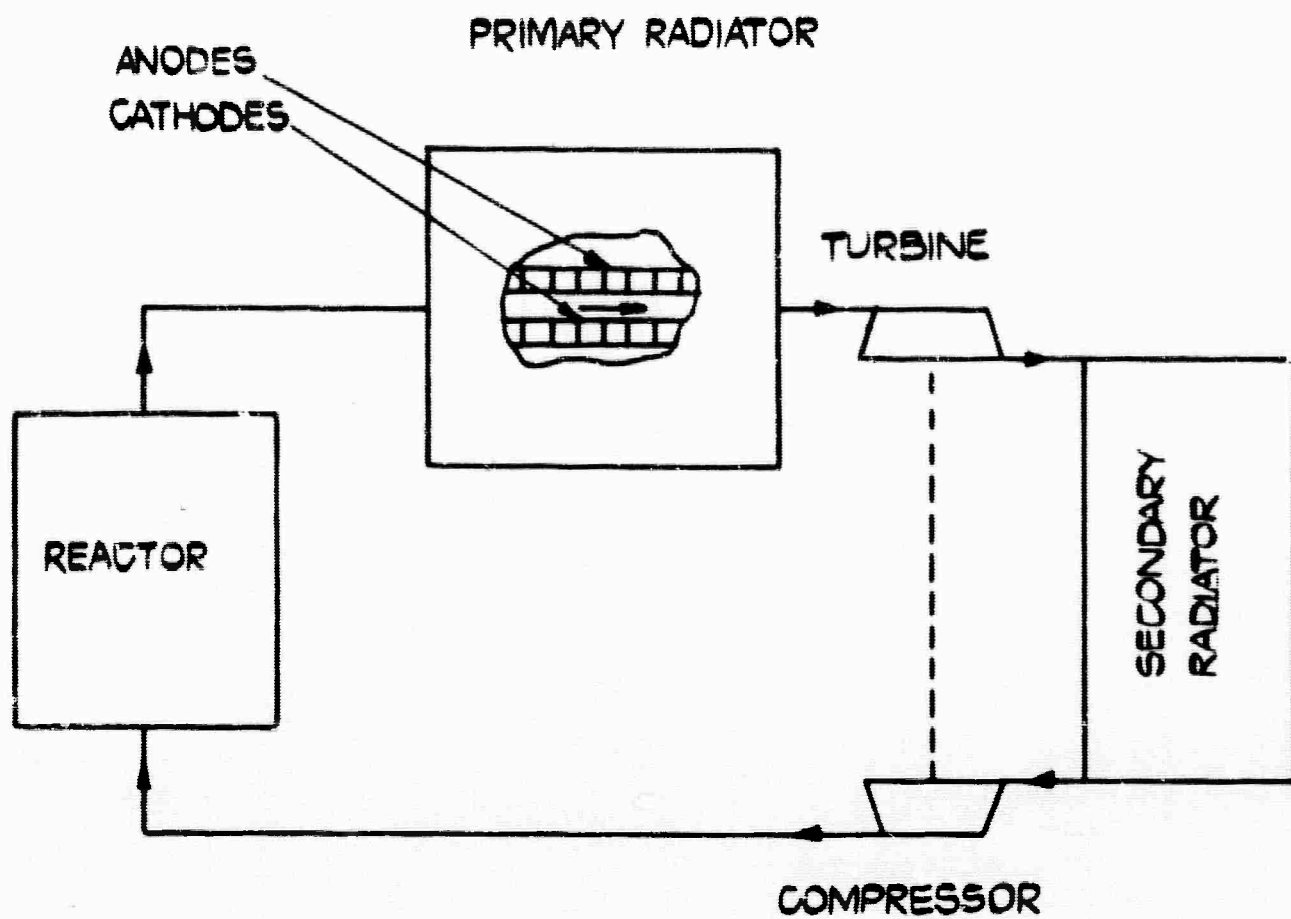 PRIMARY RADIATOR
ANODES
CATHODES
TURBINE
REACTOR
SECONDARY
RADIATOR
COMPRESSOR